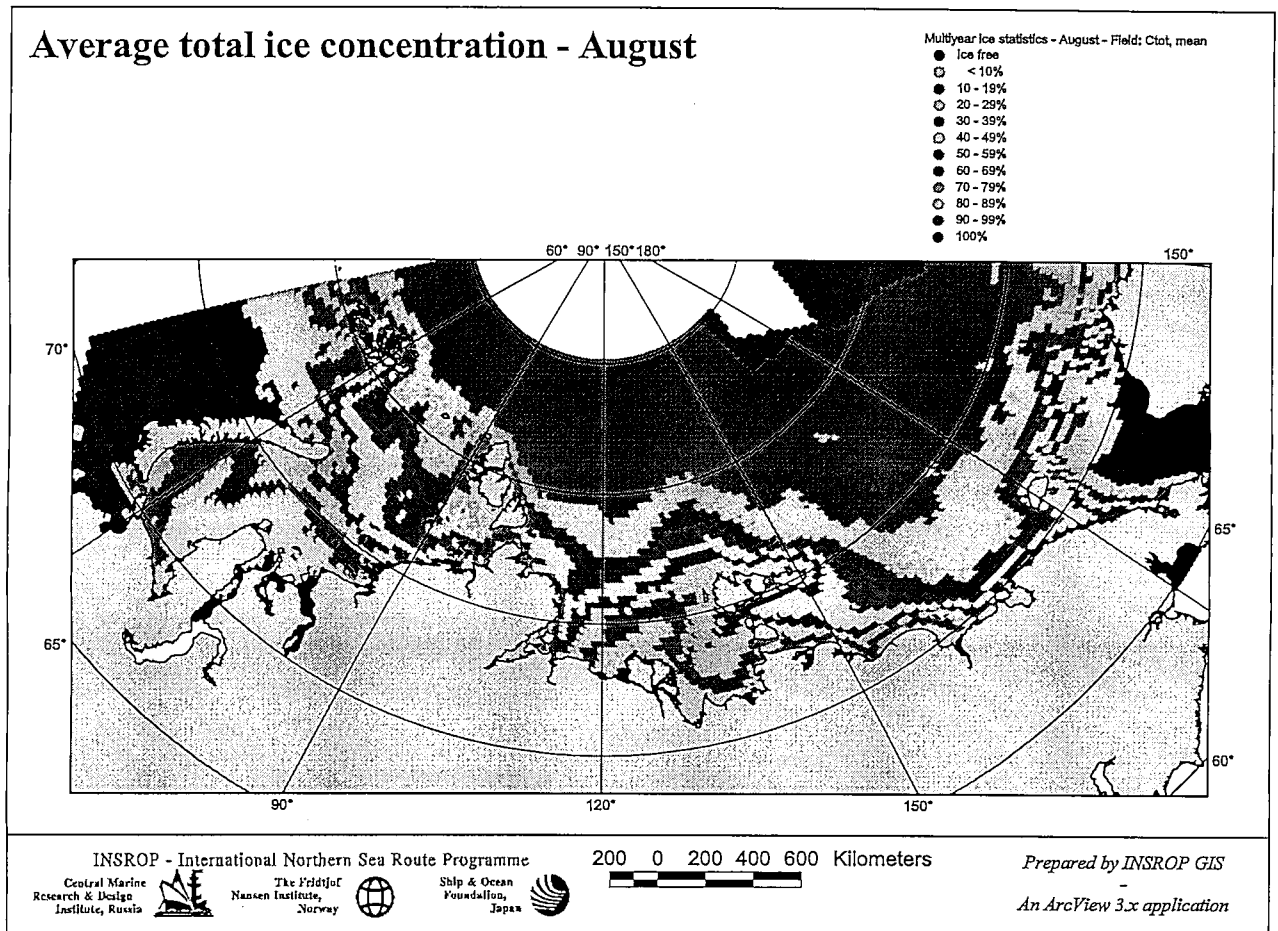 Average total ice concentration - August
Multiyear ice statistics - August - Field: Ctot, mean
Ice free
< 10%
10 - 19%
20 - 29%
30 - 39%
40 - 49%
50 - 59%
60 - 69%
70 - 79%
80 - 89%
90 - 99%
100%
60° 90° 150° 180°
150°
70°
65°
65°
60°
90°
120°
150°
INSROP - International Northern Sea Route Programme
Central Marine
Research & Design
Institute, Russia
The Fridtjof
Nansen Institute,
Norway
Ship & Ocean
Foundation,
Japan
200 0 200 400 600 Kilometers
Prepared by INSROP GIS
-
An ArcView 3.x application